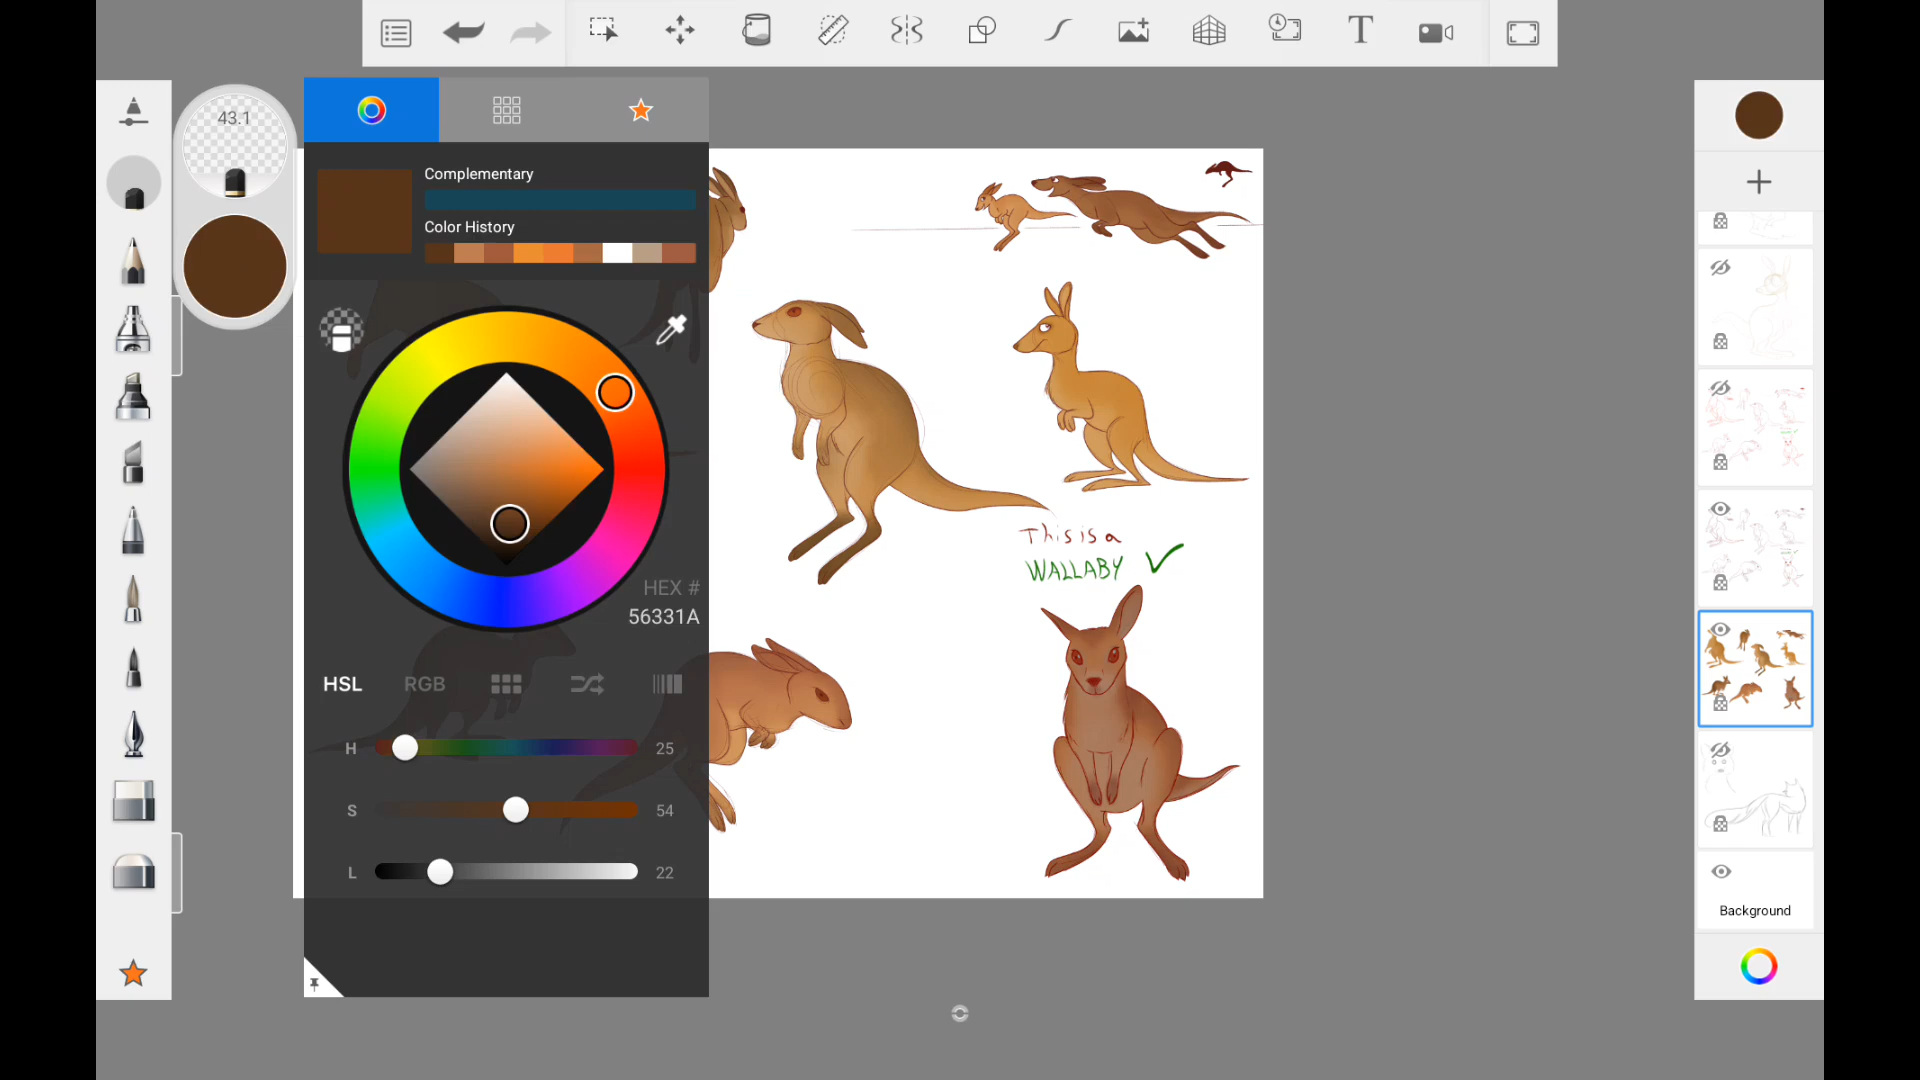 T
43.1
Complementary
Color History
HEX #
56331A
HSL RGB
H 25
S 54
L 22
This is a
WALLABY ✓
Background